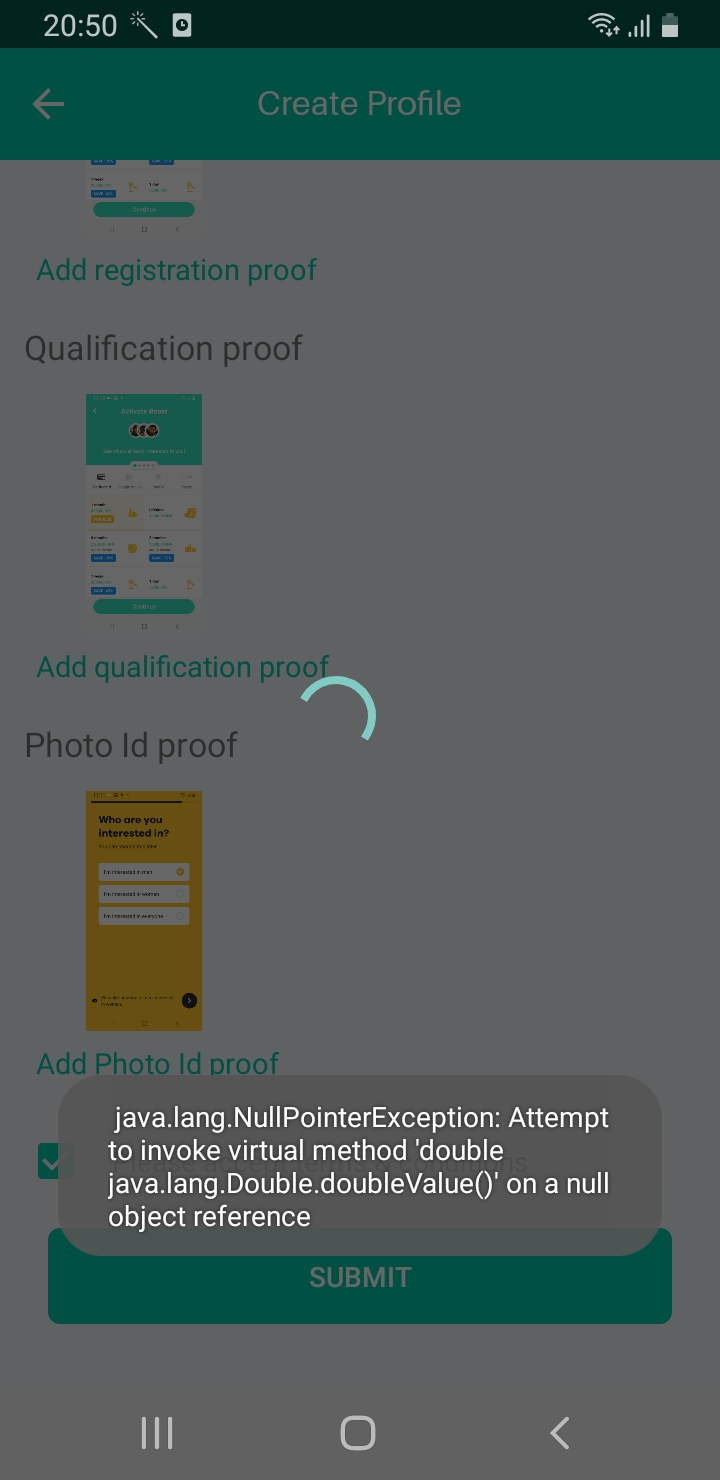 20:50
Create Profile
Continue
Add registration proof
Qualification proof
Activate Boost
Continue
Add qualification proof
Photo Id proof
Who are you
interested in?
I'm interested in men
I'm interested in women
I'm interested in everyone
Add Photo Id proof
java.lang.NullPointerException: Attempt
to invoke virtual method 'double
java.lang.Double.doubleValue()' on a null
object reference
Please accept terms & conditions
SUBMIT